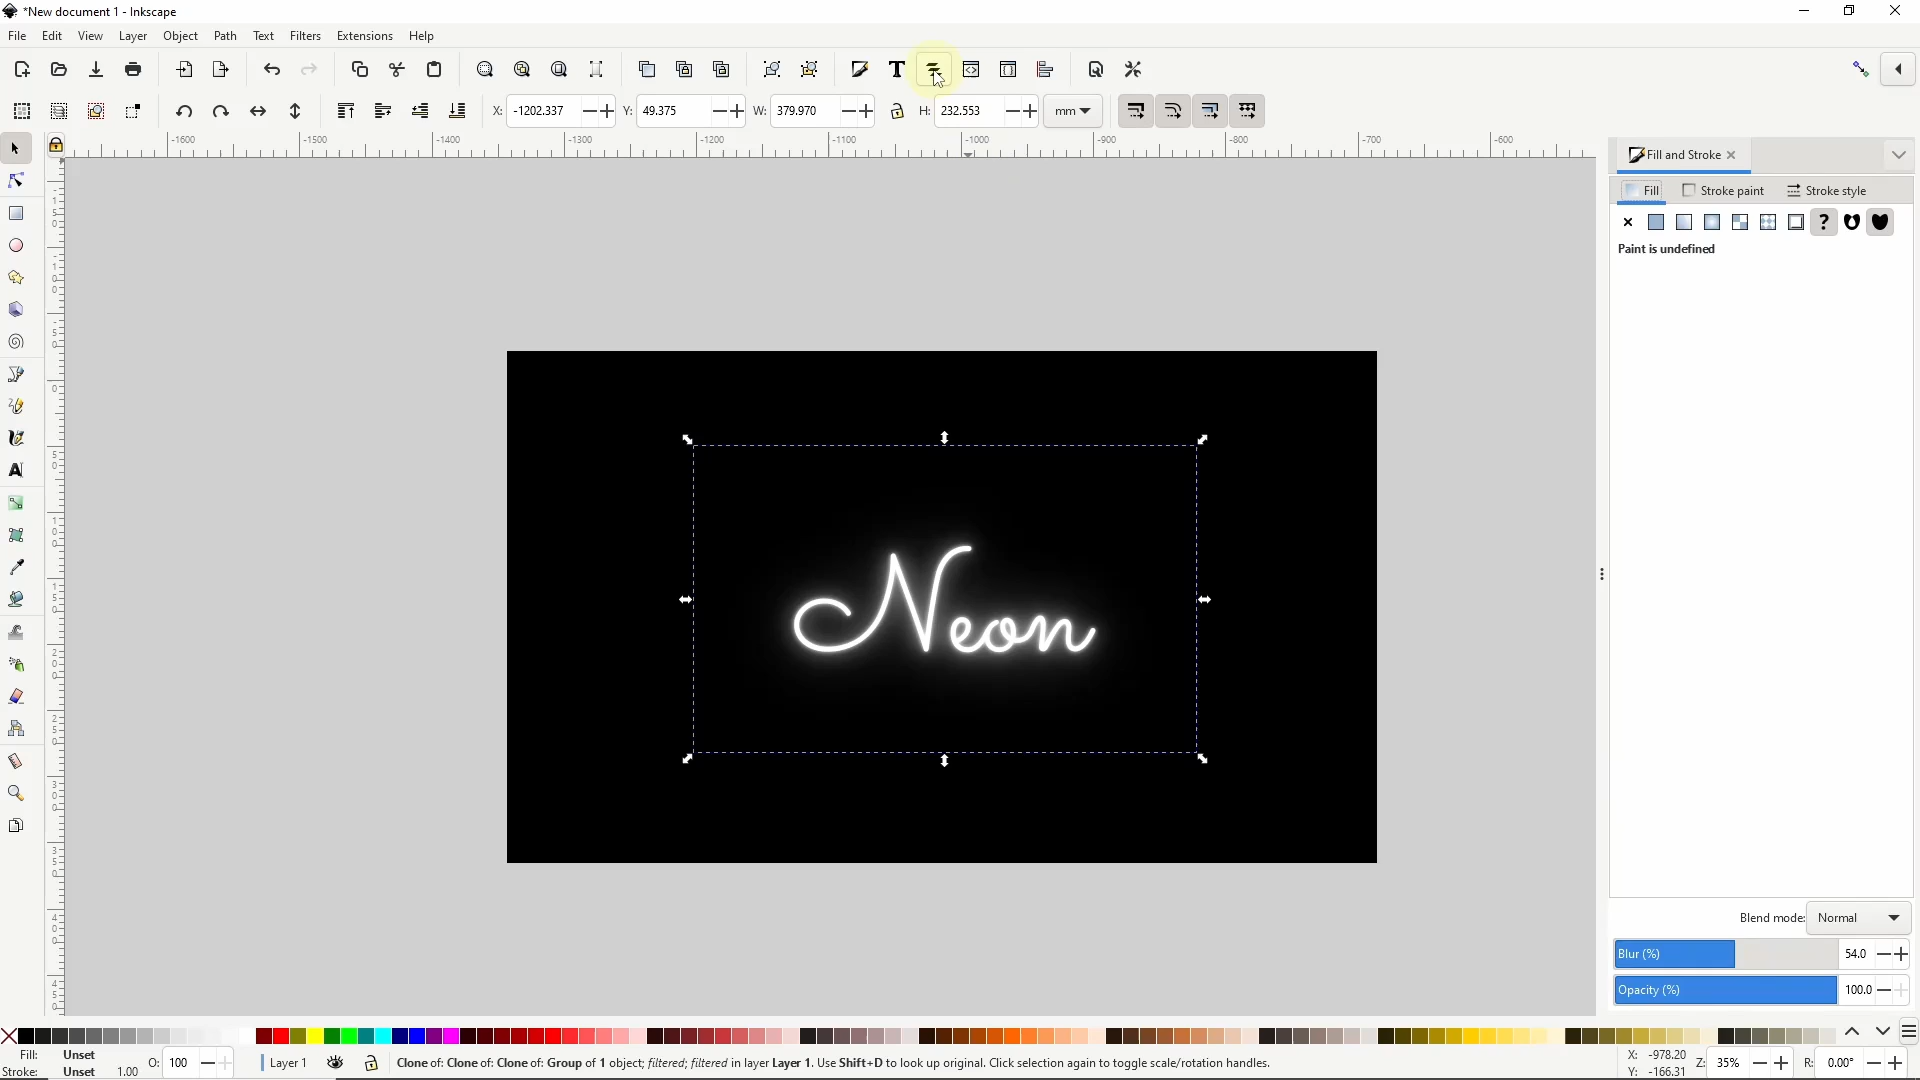 *New document 1 - Inkscape
File Edit View Layer Object Path Text Filters Extensions Help
X: -1202.337 Y: 49.375 W: 379.970 H: 232.553 mm
-1600 -1500 -1400 -1300 -1200 -1100 -1000 -900 -800 -700 -600
Fill and Stroke
Fill Stroke paint Stroke style
Paint is undefined
Neon
Blend mode: Normal
Blur (%) 54.0
Opacity (%) 100.0
Fill: Unset
Stroke: Unset 1.00
O: 100
Layer 1
Clone of: Clone of: Clone of: Group of 1 object; filtered; filtered in layer Layer 1. Use Shift+D to look up original. Click selection again to toggle scale/rotation handles.
X: -978.20
Y: -166.31
Z: 35%
R: 0.00°